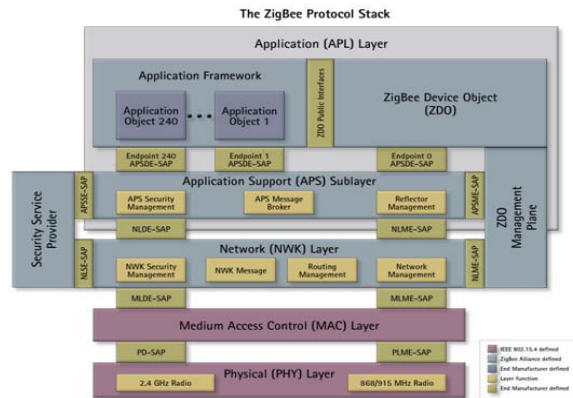 The ZigBee Protocol Stack
Application (APL) Layer
Application Framework
Application
Object 240
Application
Object 1
ZDO Public Interfaces
ZigBee Device Object
(ZDO)
Endpoint 240
APSDE-SAP
Endpoint 1
APSDE-SAP
Endpoint 0
APSDE-SAP
Security Service
Provider
APSSE-SAP
Application Support (APS) Sublayer
APS Security
Management
APS Message
Broker
Reflector
Management
APSME-SAP
ZDO
Management
Plane
NLDE-SAP
NLME-SAP
NLSE-SAP
Network (NWK) Layer
NWK Security
Management
NWK Message
Routing
Management
Network
Management
NLME-SAP
MLDE-SAP
MLME-SAP
Medium Access Control (MAC) Layer
PD-SAP
PLME-SAP
Physical (PHY) Layer
2.4 GHz Radio
868/915 MHz Radio
IEEE 802.15.4 defined
ZigBee Alliance defined
End Manufacturer defined
Layer function
End Manufacturer defined